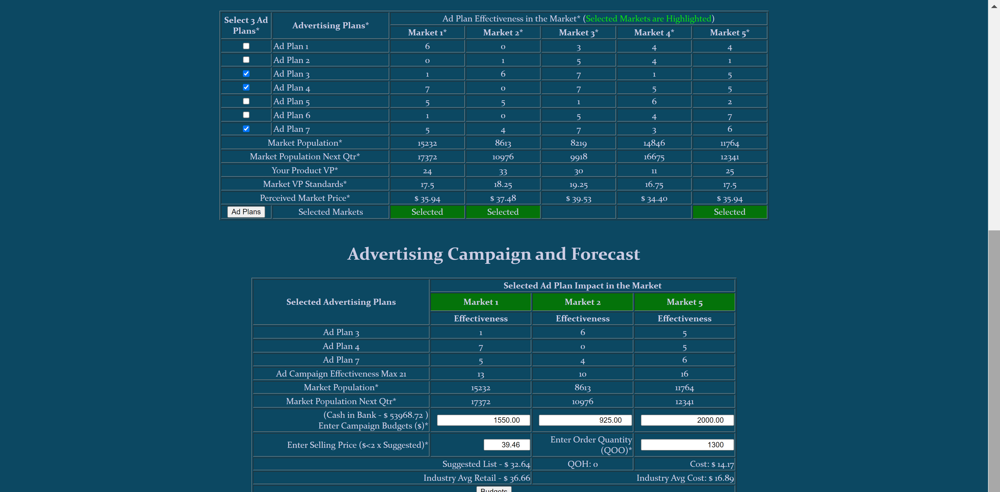 Select 3 Ad Plans* Advertising Plans* Ad Plan Effectiveness in the Market* (Selected Markets are Highlighted)
Market 1* Market 2* Market 3* Market 4* Market 5*
Ad Plan 1 6 0 3 4 4
Ad Plan 2 0 1 5 4 1
Ad Plan 3 1 6 7 1 5
Ad Plan 4 7 0 7 5 5
Ad Plan 5 5 5 1 6 2
Ad Plan 6 1 0 5 4 7
Ad Plan 7 5 4 7 3 6
Market Population* 15232 8613 8219 14846 11764
Market Population Next Qtr* 17372 10976 9918 16675 12341
Your Product VP* 24 33 30 11 25
Market VP Standards* 17.5 18.25 19.25 16.75 17.5
Perceived Market Price* $ 35.94 $ 37.48 $ 39.53 $ 34.40 $ 35.94
Ad Plans Selected Markets Selected Selected Selected
Advertising Campaign and Forecast
Selected Advertising Plans Selected Ad Plan Impact in the Market
Market 1 Market 2 Market 5
Effectiveness Effectiveness Effectiveness
Ad Plan 3 1 6 5
Ad Plan 4 7 0 5
Ad Plan 7 5 4 6
Ad Campaign Effectiveness Max 21 13 10 16
Market Population* 15232 8613 11764
Market Population Next Qtr* 17372 10976 12341
(Cash in Bank - $ 53968.72 )
Enter Campaign Budgets ($)* 1550.00 925.00 2000.00
Enter Selling Price ($<2 x Suggested)* 39.46 Enter Order Quantity (QOO)* 1300
Suggested List - $ 32.64 QOH: 0 Cost: $ 14.17
Industry Avg Retail - $ 36.66 Industry Avg Cost: $ 16.89
Budgets